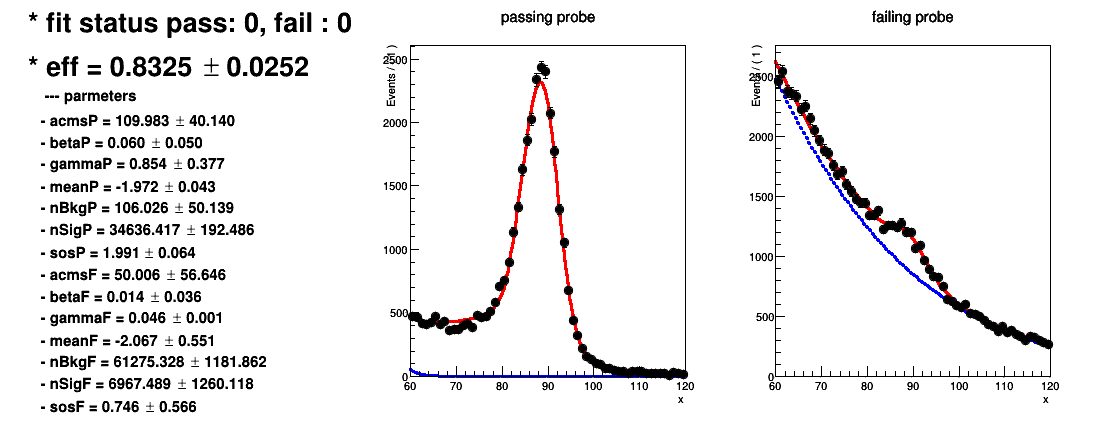 * fit status pass: 0, fail : 0
* eff = 0.8325 ± 0.0252
--- parmeters
- acmsP = 109.983 ± 40.140
- betaP = 0.060 ± 0.050
- gammaP = 0.854 ± 0.377
- meanP = -1.972 ± 0.043
- nBkgP = 106.026 ± 50.139
- nSigP = 34636.417 ± 192.486
- sosP = 1.991 ± 0.064
- acmsF = 50.006 ± 56.646
- betaF = 0.014 ± 0.036
- gammaF = 0.046 ± 0.001
- meanF = -2.067 ± 0.551
- nBkgF = 61275.328 ± 1181.862
- nSigF = 6967.489 ± 1260.118
- sosF = 0.746 ± 0.566
passing probe
Events / ( 1 )
2500
2000
1500
1000
500
0
60 70 80 90 100 110 120
x
failing probe
Events / ( 1 )
2500
2000
1500
1000
500
0
60 70 80 90 100 110 120
x